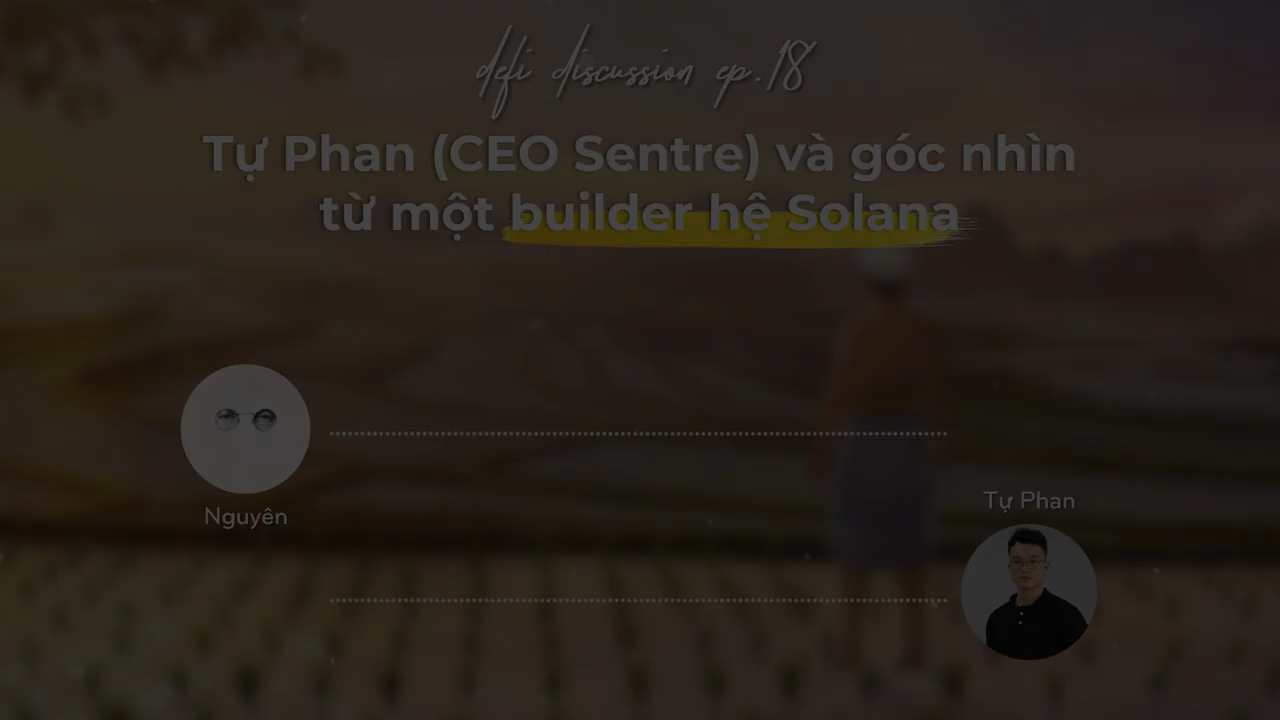 defi discussion ep.18
Tự Phan (CEO Sentre) và góc nhìn
từ một builder hệ Solana
Nguyên
Tự Phan